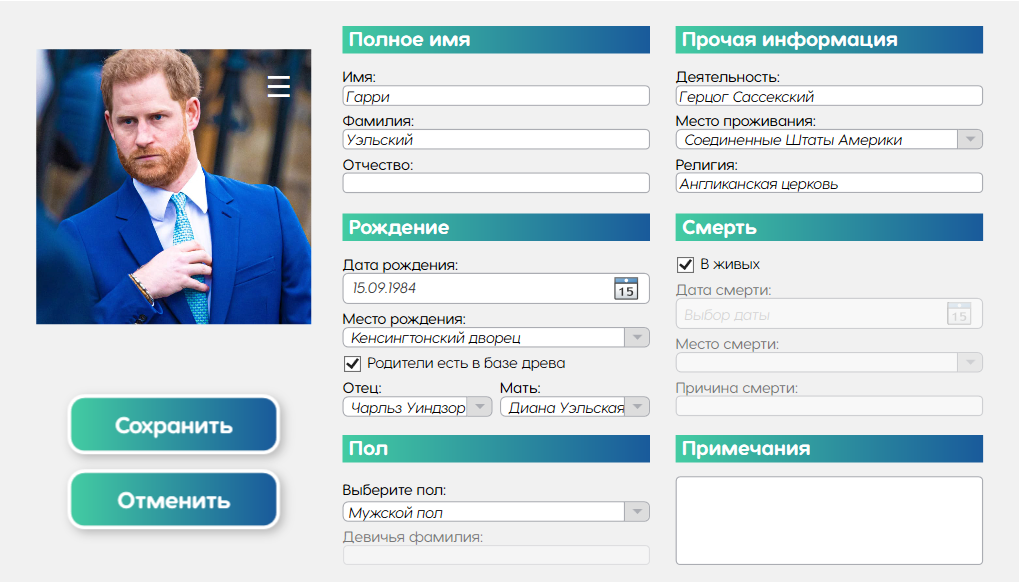 Полное имя
Имя:
Гарри
Фамилия:
Уэльский
Отчество:
Рождение
Дата рождения:
15.09.1984
15
Место рождения:
Кенсингтонский дворец
Родители есть в базе древа
Отец: Мать:
Чарльз Уиндзор Диана Уэльская
Пол
Выберите пол:
Мужской пол
Девичья фамилия:
Прочая информация
Деятельность:
Герцог Сассекский
Место проживания:
Соединенные Штаты Америки
Религия:
Англиканская церковь
Смерть
В живых
Дата смерти:
Выбор даты
15
Место смерти:
Причина смерти:
Примечания
Сохранить
Отменить